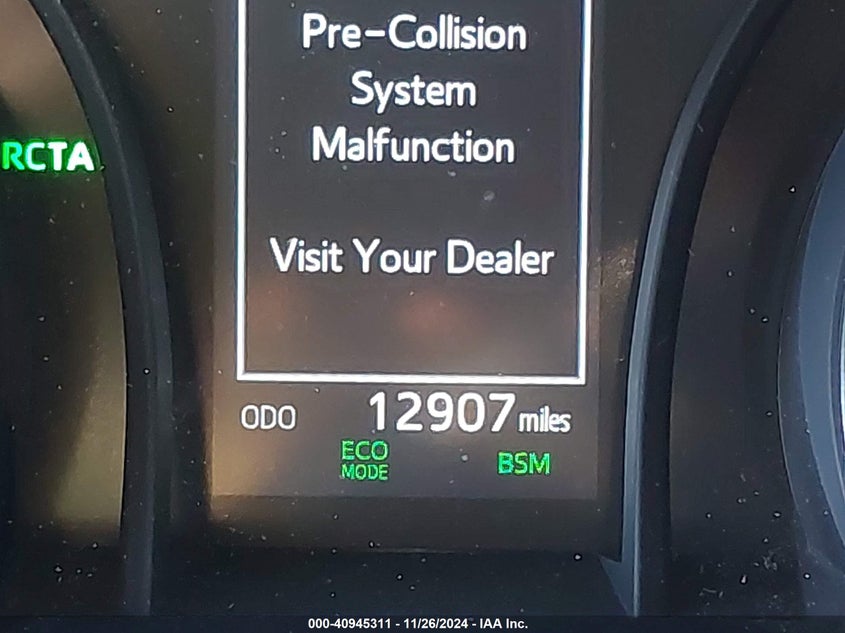 Pre-Collision
System
Malfunction
RCTA
Visit Your Dealer
ODO 12907 miles
ECO
MODE
BSM
000-40945311 - 11/26/2024 - IAA Inc.